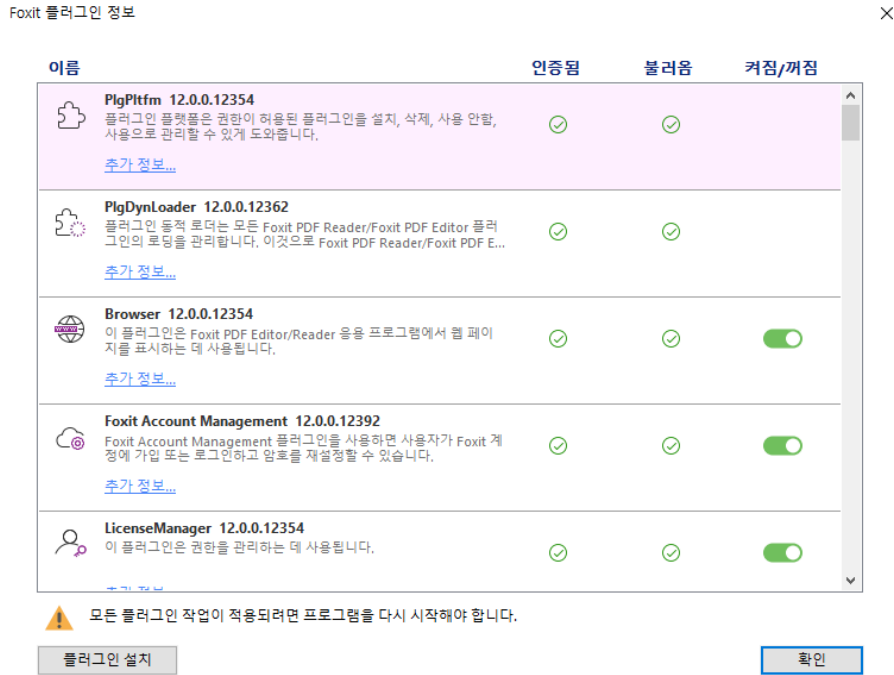 Foxit 플러그인 정보
이름 인증됨 불러옴 켜짐/꺼짐
PlgPltfm 12.0.0.12354
플러그인 플랫폼은 권한이 허용된 플러그인을 설치, 삭제, 사용 안함,
사용으로 관리할 수 있게 도와줍니다.
추가 정보...
PlgDynLoader 12.0.0.12362
플러그인 동적 로더는 모든 Foxit PDF Reader/Foxit PDF Editor 플러
그인의 로딩을 관리합니다. 이것으로 Foxit PDF Reader/Foxit PDF E...
추가 정보...
Browser 12.0.0.12354
이 플러그인은 Foxit PDF Editor/Reader 응용 프로그램에서 웹 페이
지를 표시하는 데 사용됩니다.
추가 정보...
Foxit Account Management 12.0.0.12392
Foxit Account Management 플러그인을 사용하면 사용자가 Foxit 계
정에 가입 또는 로그인하고 암호를 재설정할 수 있습니다.
추가 정보...
LicenseManager 12.0.0.12354
이 플러그인은 권한을 관리하는 데 사용됩니다.
모든 플러그인 작업이 적용되려면 프로그램을 다시 시작해야 합니다.
플러그인 설치 확인